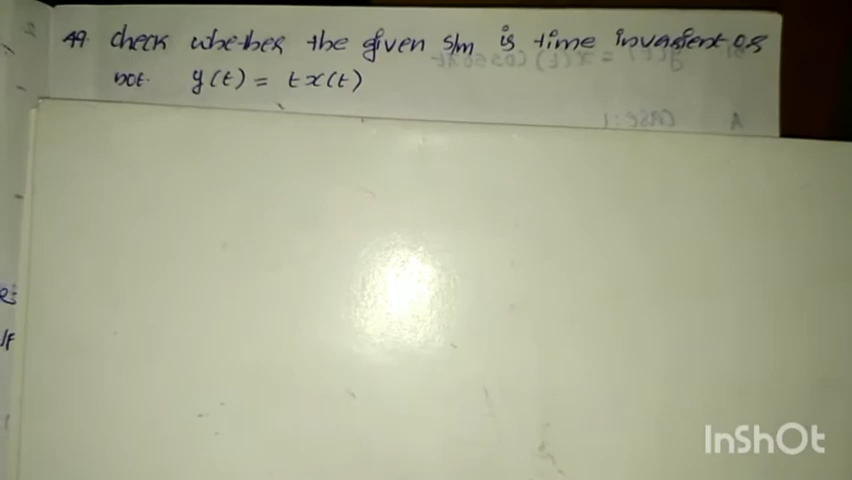 49. check whether the given s/m is time invarient or
not. y(t) = t x(t)
InShOt